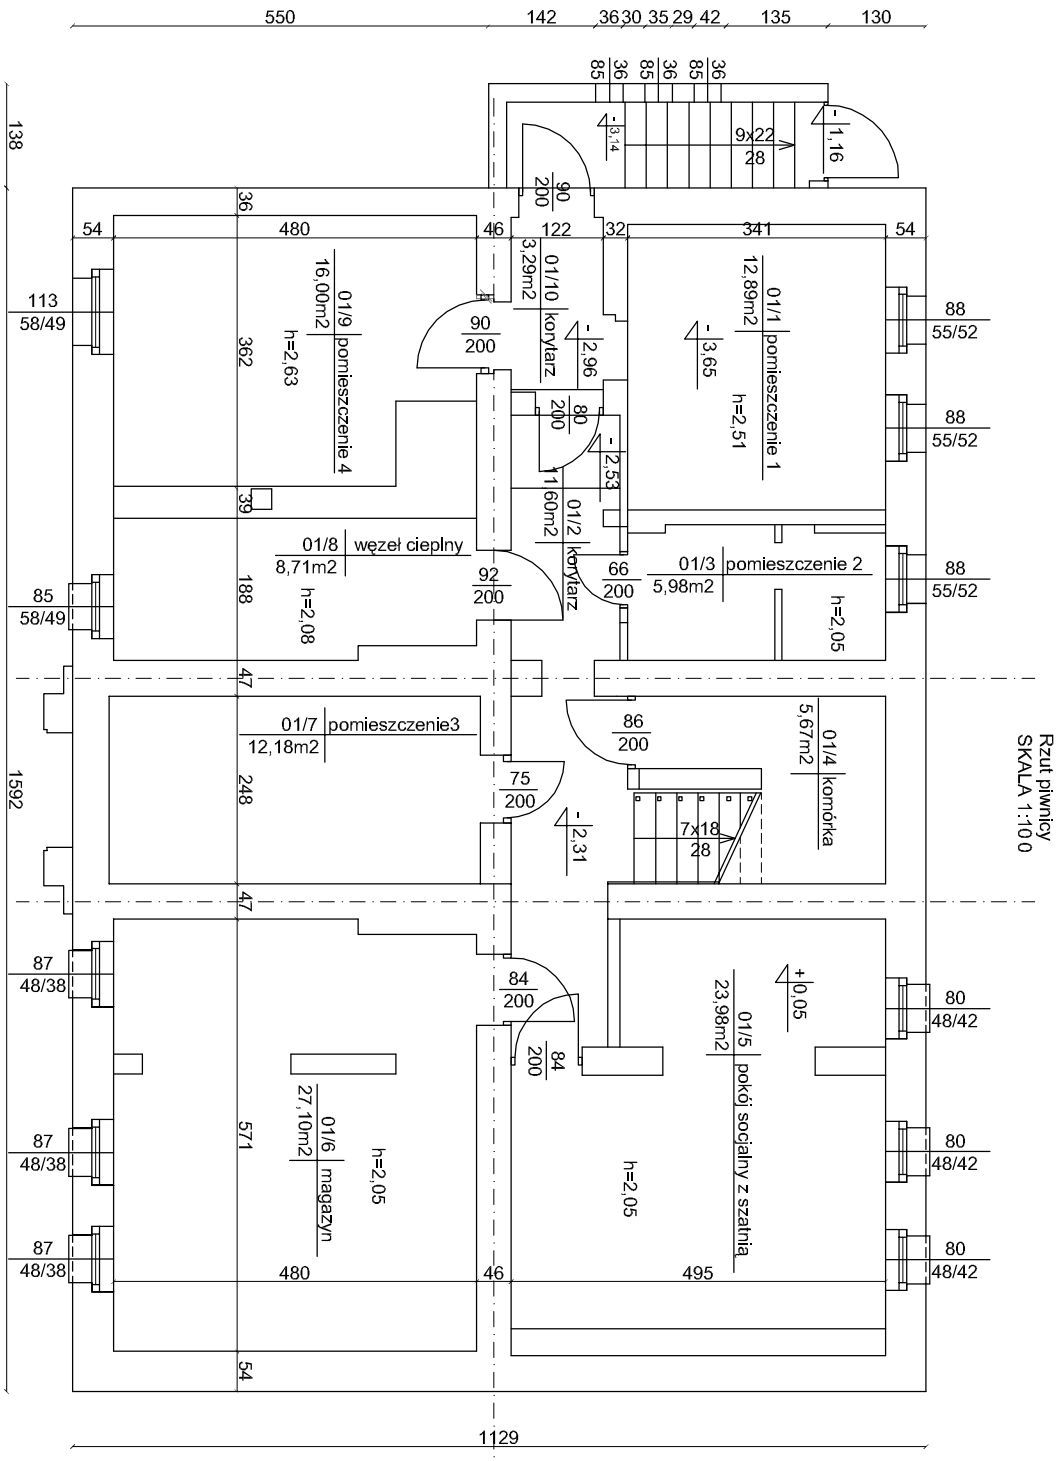 550
142
36
30
35
29
42
135
130
85
36
85
36
85
36
138
-3,14
9x22
28
-1,16
90
200
36
54
480
46
122
32
341
54
01/9 pomieszczenie 4
16,00m2
h=2,63
01/10 korytarz
3,29m2
-2,96
01/1 pomieszczenie 1
12,89m2
-3,65
h=2,51
113
58/49
362
90
200
88
55/52
88
55/52
80
200
-2,53
39
01/2 korytarz
11,60m2
01/8 węzeł cieplny
8,71m2
h=2,08
188
92
200
66
200
01/3 pomieszczenie 2
5,98m2
h=2,05
88
55/52
85
58/49
47
01/7 pomieszczenie3
12,18m2
248
75
200
86
200
01/4 komórka
5,67m2
7x18
28
-2,31
1592
Rzut piwnicy
SKALA 1:100
47
87
48/38
84
200
84
200
+0,05
01/5 pokój socjalny z szatnią
23,98m2
h=2,05
80
48/42
01/6 magazyn
27,10m2
h=2,05
571
87
48/38
80
48/42
87
48/38
80
48/42
480
46
495
54
1129